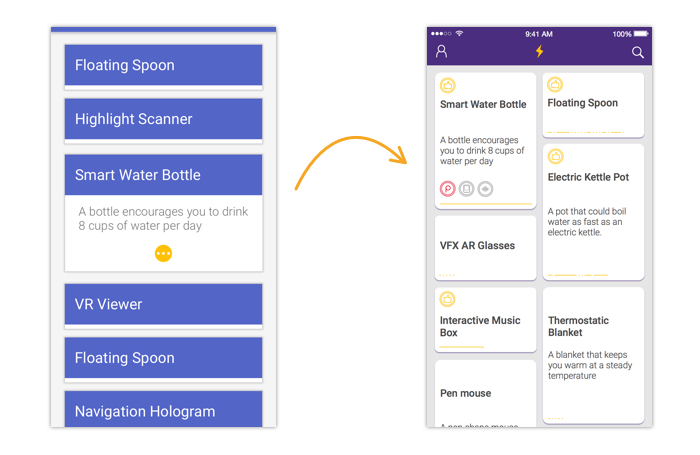 Floating Spoon
Highlight Scanner
Smart Water Bottle
A bottle encourages you to drink
8 cups of water per day
VR Viewer
Floating Spoon
Navigation Hologram
9:41 AM
100%
Smart Water Bottle
A bottle encourages
you to drink 8 cups of
water per day
VFX AR Glasses
Interactive Music
Box
Pen mouse
A pen shape mouse
Floating Spoon
Electric Kettle Pot
A pot that could boil
water as fast as an
electric kettle.
Thermostatic
Blanket
A blanket that keeps
you warm at a steady
temperature